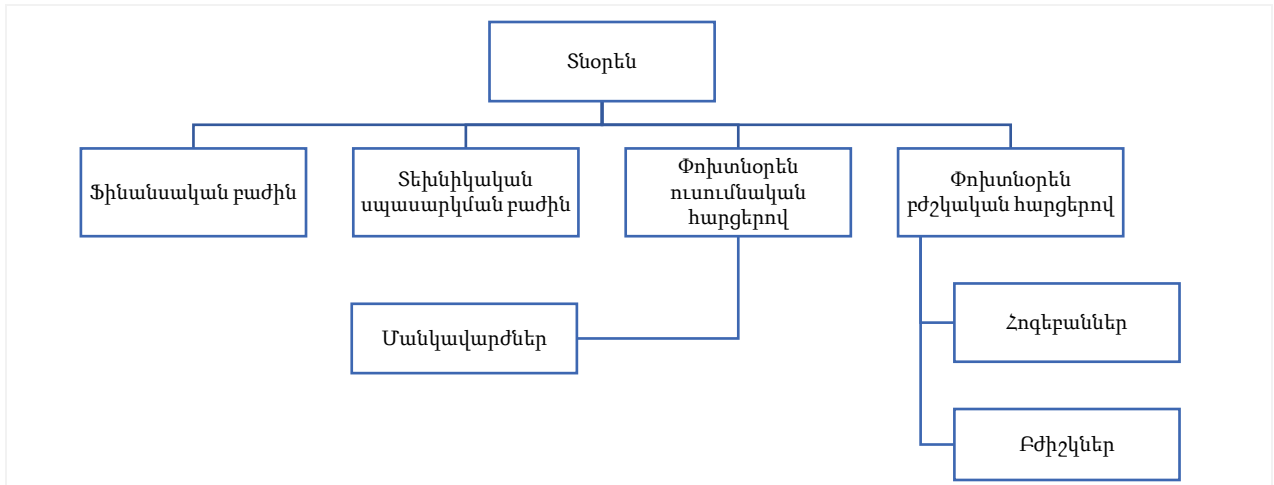 Տնօրեն
Ֆինանսական բաժին
Տեխնիկական
սպասարկման բաժին
Փոխտնօրեն
ուսումնական
հարցերով
Փոխտնօրեն
բժշկական հարցերով
Մանկավարժներ
Հոգեբաններ
Բժիշկներ